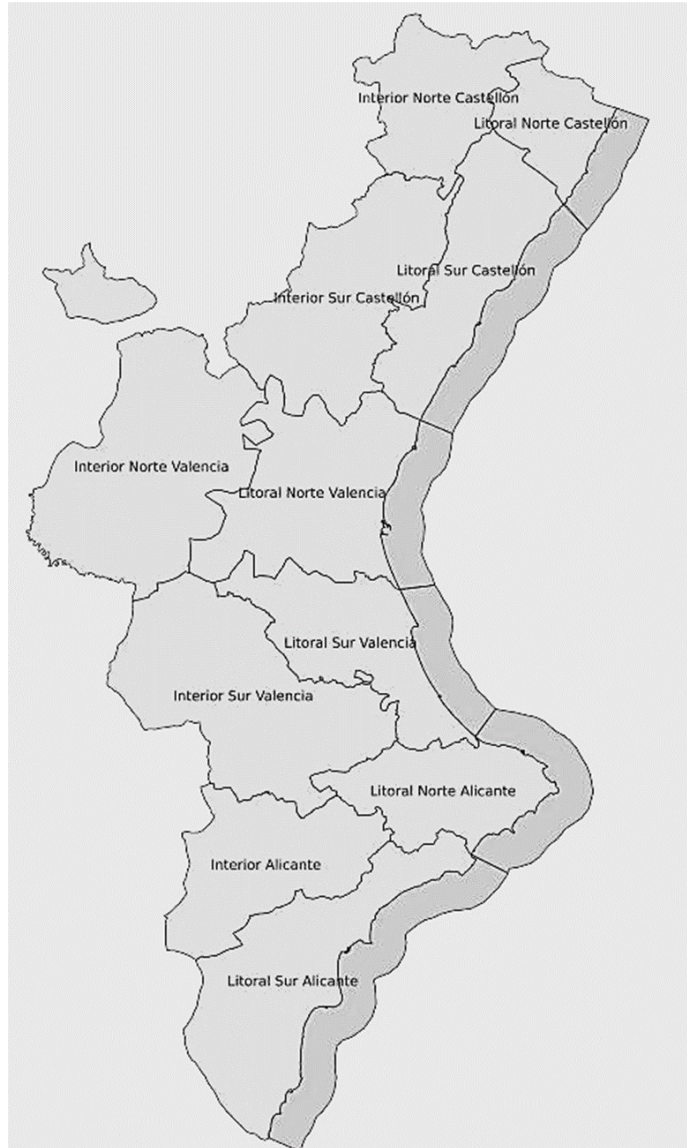 Interior Norte Castellón
Litoral Norte Castellón
Litoral Sur Castellón
Interior Sur Castellón
Interior Norte Valencia
Litoral Norte Valencia
Litoral Sur Valencia
Interior Sur Valencia
Litoral Norte Alicante
Interior Alicante
Litoral Sur Alicante